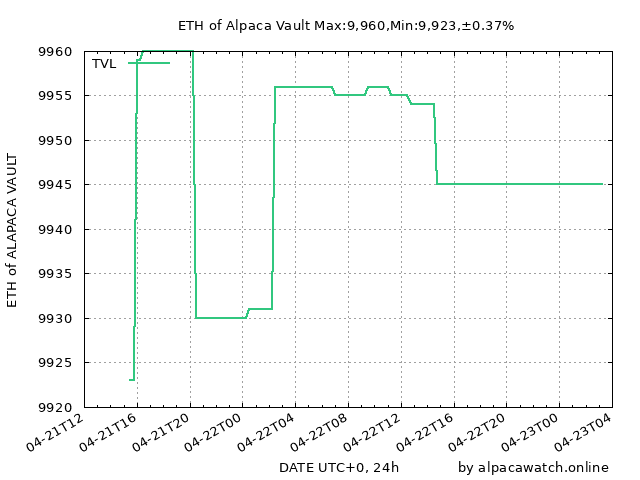 ETH of Alpaca Vault Max:9,960,Min:9,923,±0.37%
9960
TVL
9955
9950
9945
9940
9935
9930
9925
9920
ETH of ALAPACA VAULT
04-21T12
04-21T16
04-21T20
04-22T00
04-22T04
04-22T08
04-22T12
04-22T16
04-22T20
04-23T00
04-23T04
DATE UTC+0, 24h
by alpacawatch.online